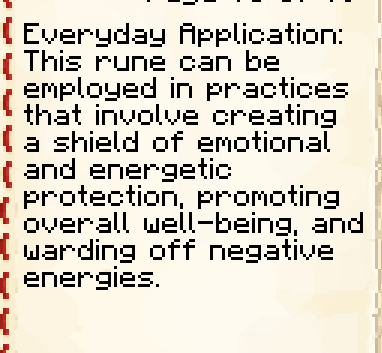 Everyday Application:
This rune can be
employed in practices
that involve creating
a shield of emotional
and energetic
protection, promoting
overall well-being, and
warding off negative
energies.